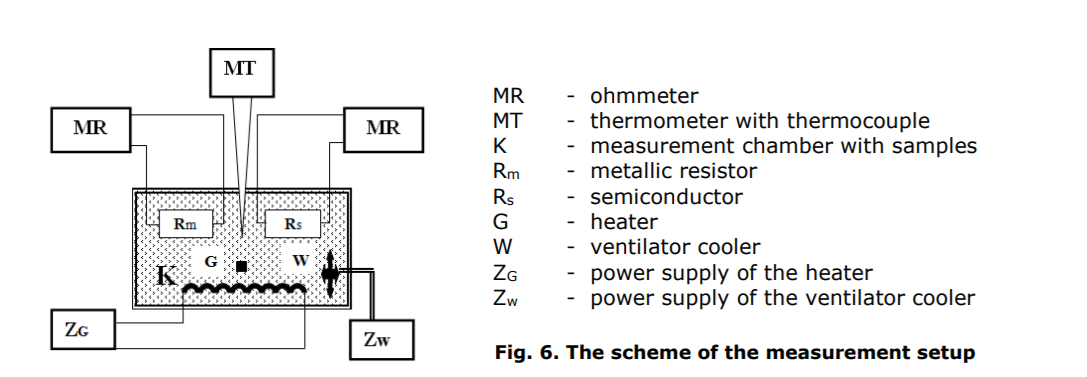 MT
MR
MR
Rm
Rs
G
W
K
ZG
Zw
MR - ohmmeter
MT - thermometer with thermocouple
K - measurement chamber with samples
Rm - metallic resistor
Rs - semiconductor
G - heater
W - ventilator cooler
ZG - power supply of the heater
Zw - power supply of the ventilator cooler
Fig. 6. The scheme of the measurement setup